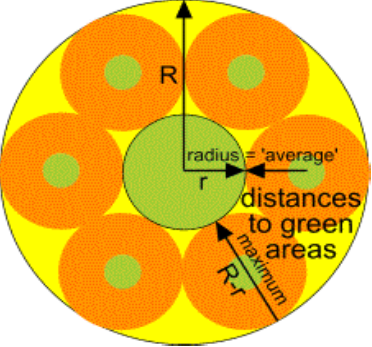 R
radius = 'average'
r
distances
to green
areas
maximum
R-r